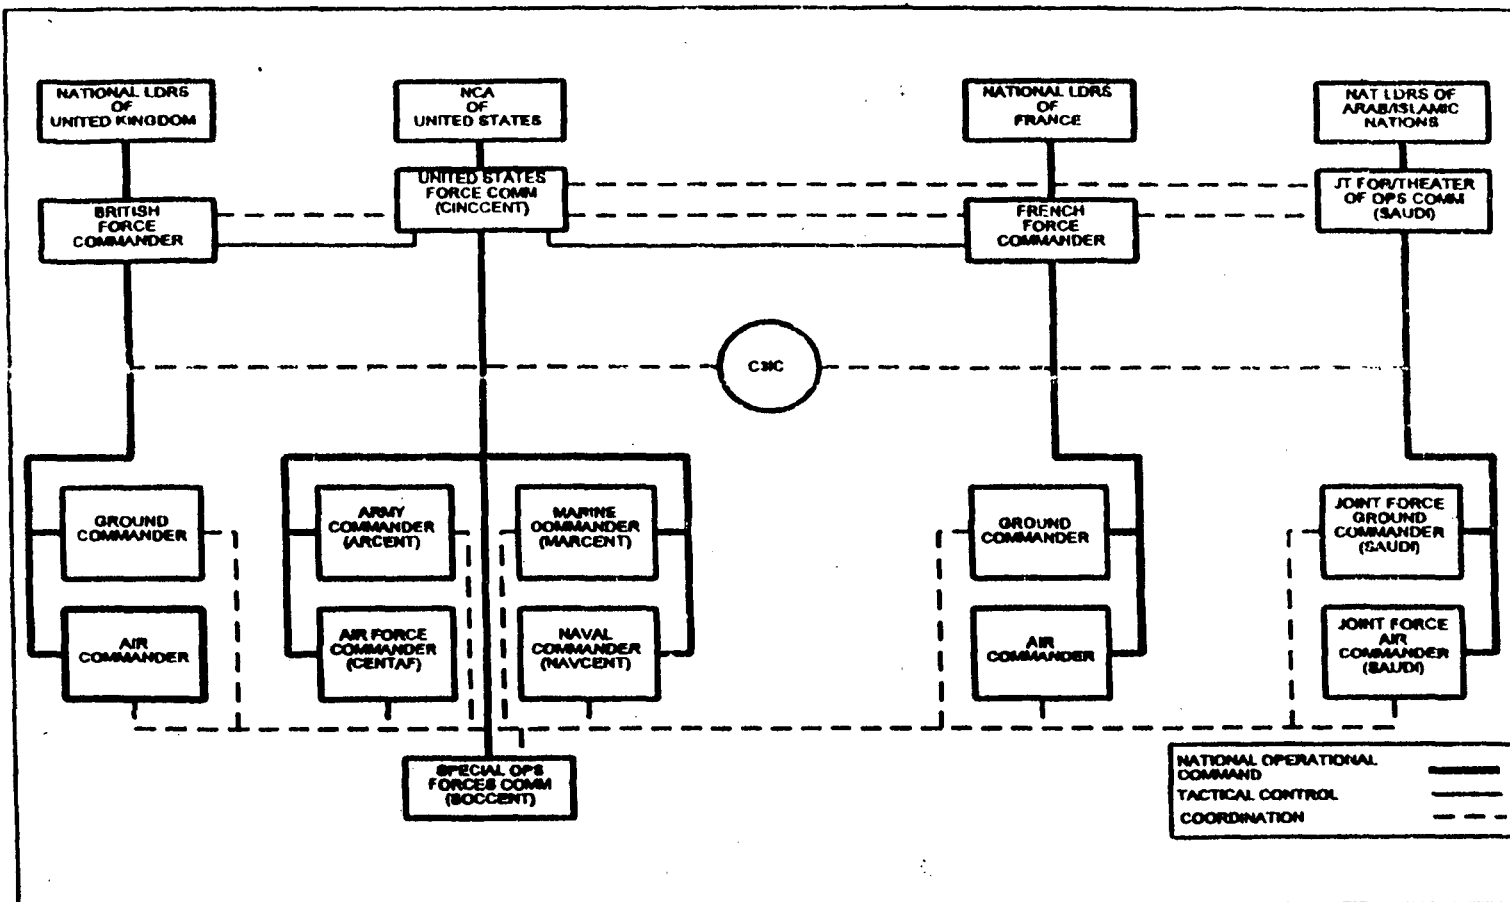 NATIONAL LDRS
OF
UNITED KINGDOM
NCA
OF
UNITED STATES
NATIONAL LDRS
OF
FRANCE
NAT LDRS OF
ARAB/ISLAMIC
NATIONS
BRITISH
FORCE
COMMANDER
UNITED STATES
FORCE COMM
(CINCCENT)
FRENCH
FORCE
COMMANDER
JT FOR/THEATER
OF OPS COMM
(SAUDI)
C3IC
GROUND
COMMANDER
ARMY
COMMANDER
(ARCENT)
MARINE
COMMANDER
(MARCENT)
GROUND
COMMANDER
JOINT FORCE
GROUND
COMMANDER
(SAUDI)
AIR
COMMANDER
AIR FORCE
COMMANDER
(CENTAF)
NAVAL
COMMANDER
(NAVCENT)
AIR
COMMANDER
JOINT FORCE
AIR
COMMANDER
(SAUDI)
SPECIAL OPS
FORCES COMM
(SOCCENT)
NATIONAL OPERATIONAL
COMMAND
TACTICAL CONTROL
COORDINATION